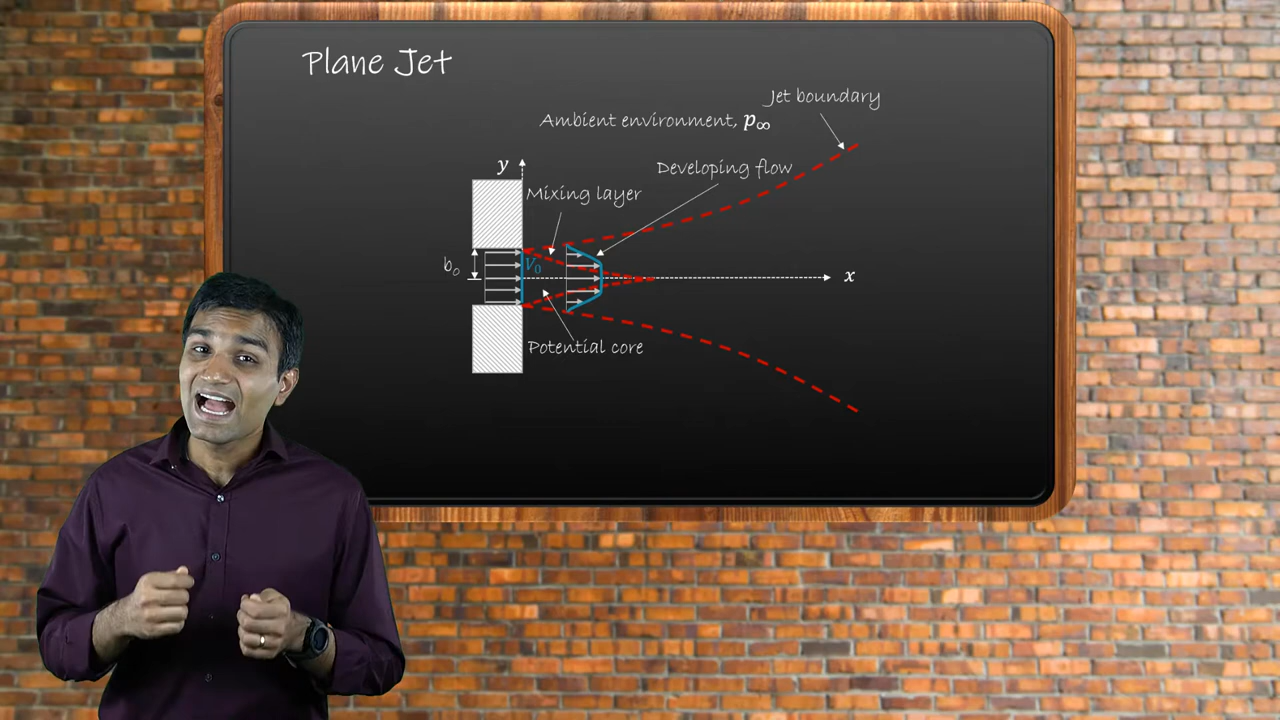 Plane Jet
Jet boundary
Ambient environment, p∞
y
Developing flow
Mixing layer
b₀
V₀
x
Potential core